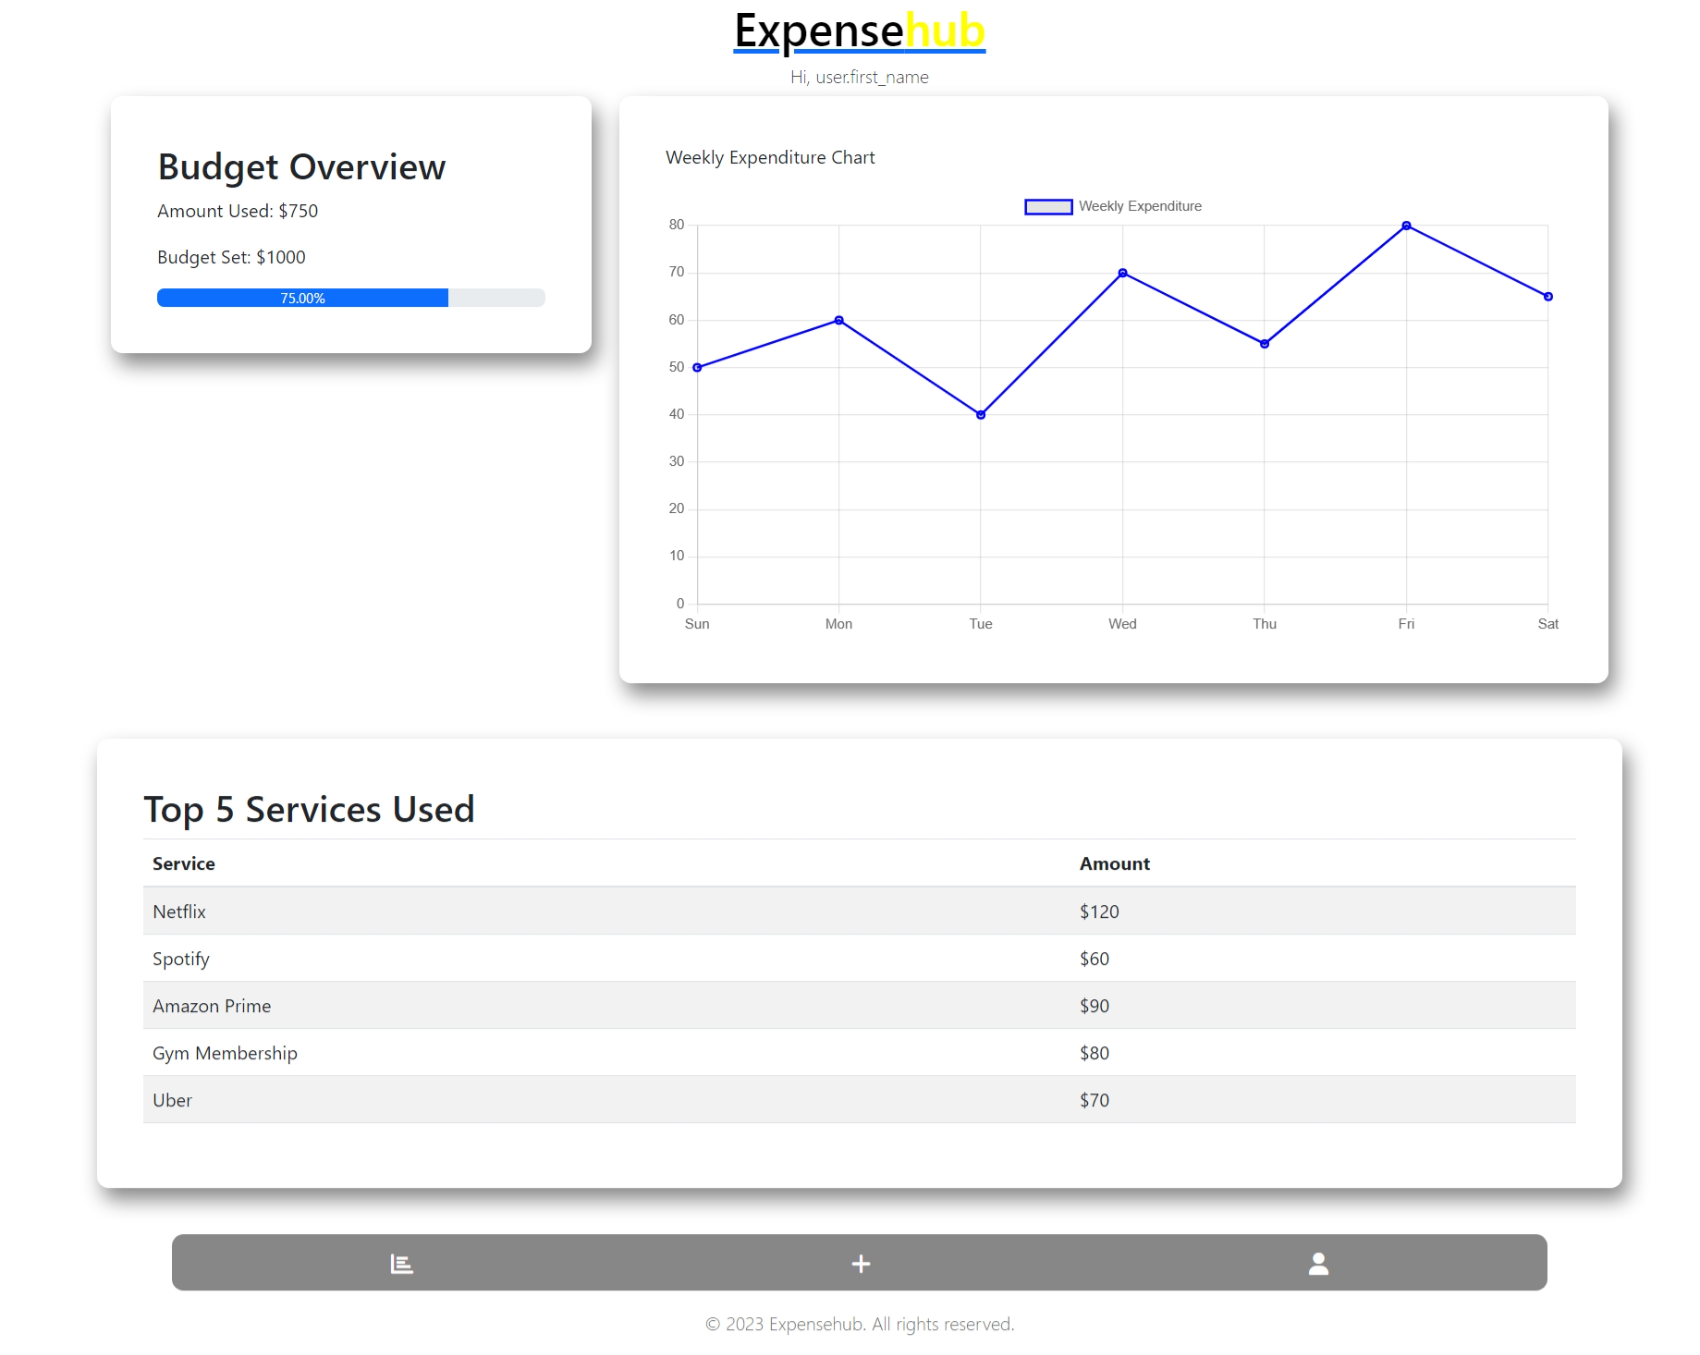 Expensehub
Hi, user.first_name
Budget Overview
Amount Used: $750
Budget Set: $1000
75.00%
Weekly Expenditure Chart
Weekly Expenditure
80
70
60
50
40
30
20
10
0
Sun Mon Tue Wed Thu Fri Sat
Top 5 Services Used
Service Amount
Netflix $120
Spotify $60
Amazon Prime $90
Gym Membership $80
Uber $70
© 2023 Expensehub. All rights reserved.